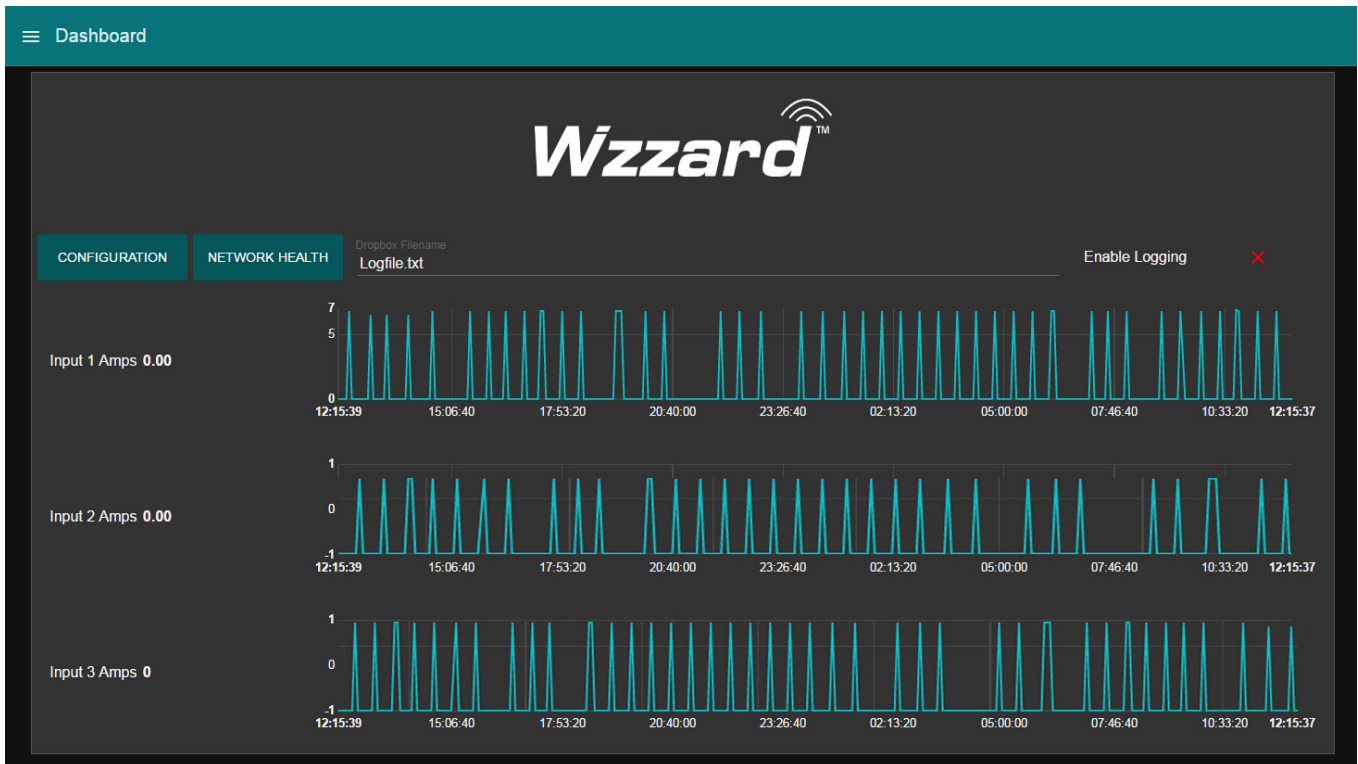 Dashboard
Wzzard™
CONFIGURATION
NETWORK HEALTH
Dropbox Filename
Logfile.txt
Enable Logging
Input 1 Amps 0.00
7
5
0
12:15:39 15:06:40 17:53:20 20:40:00 23:26:40 02:13:20 05:00:00 07:46:40 10:33:20 12:15:37
Input 2 Amps 0.00
1
0
-1
12:15:39 15:06:40 17:53:20 20:40:00 23:26:40 02:13:20 05:00:00 07:46:40 10:33:20 12:15:37
Input 3 Amps 0
1
0
-1
12:15:39 15:06:40 17:53:20 20:40:00 23:26:40 02:13:20 05:00:00 07:46:40 10:33:20 12:15:37